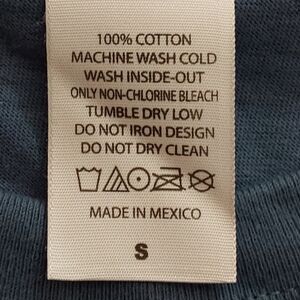 100% COTTON
MACHINE WASH COLD
WASH INSIDE-OUT
ONLY NON-CHLORINE BLEACH
TUMBLE DRY LOW
DO NOT IRON DESIGN
DO NOT DRY CLEAN
MADE IN MEXICO
S